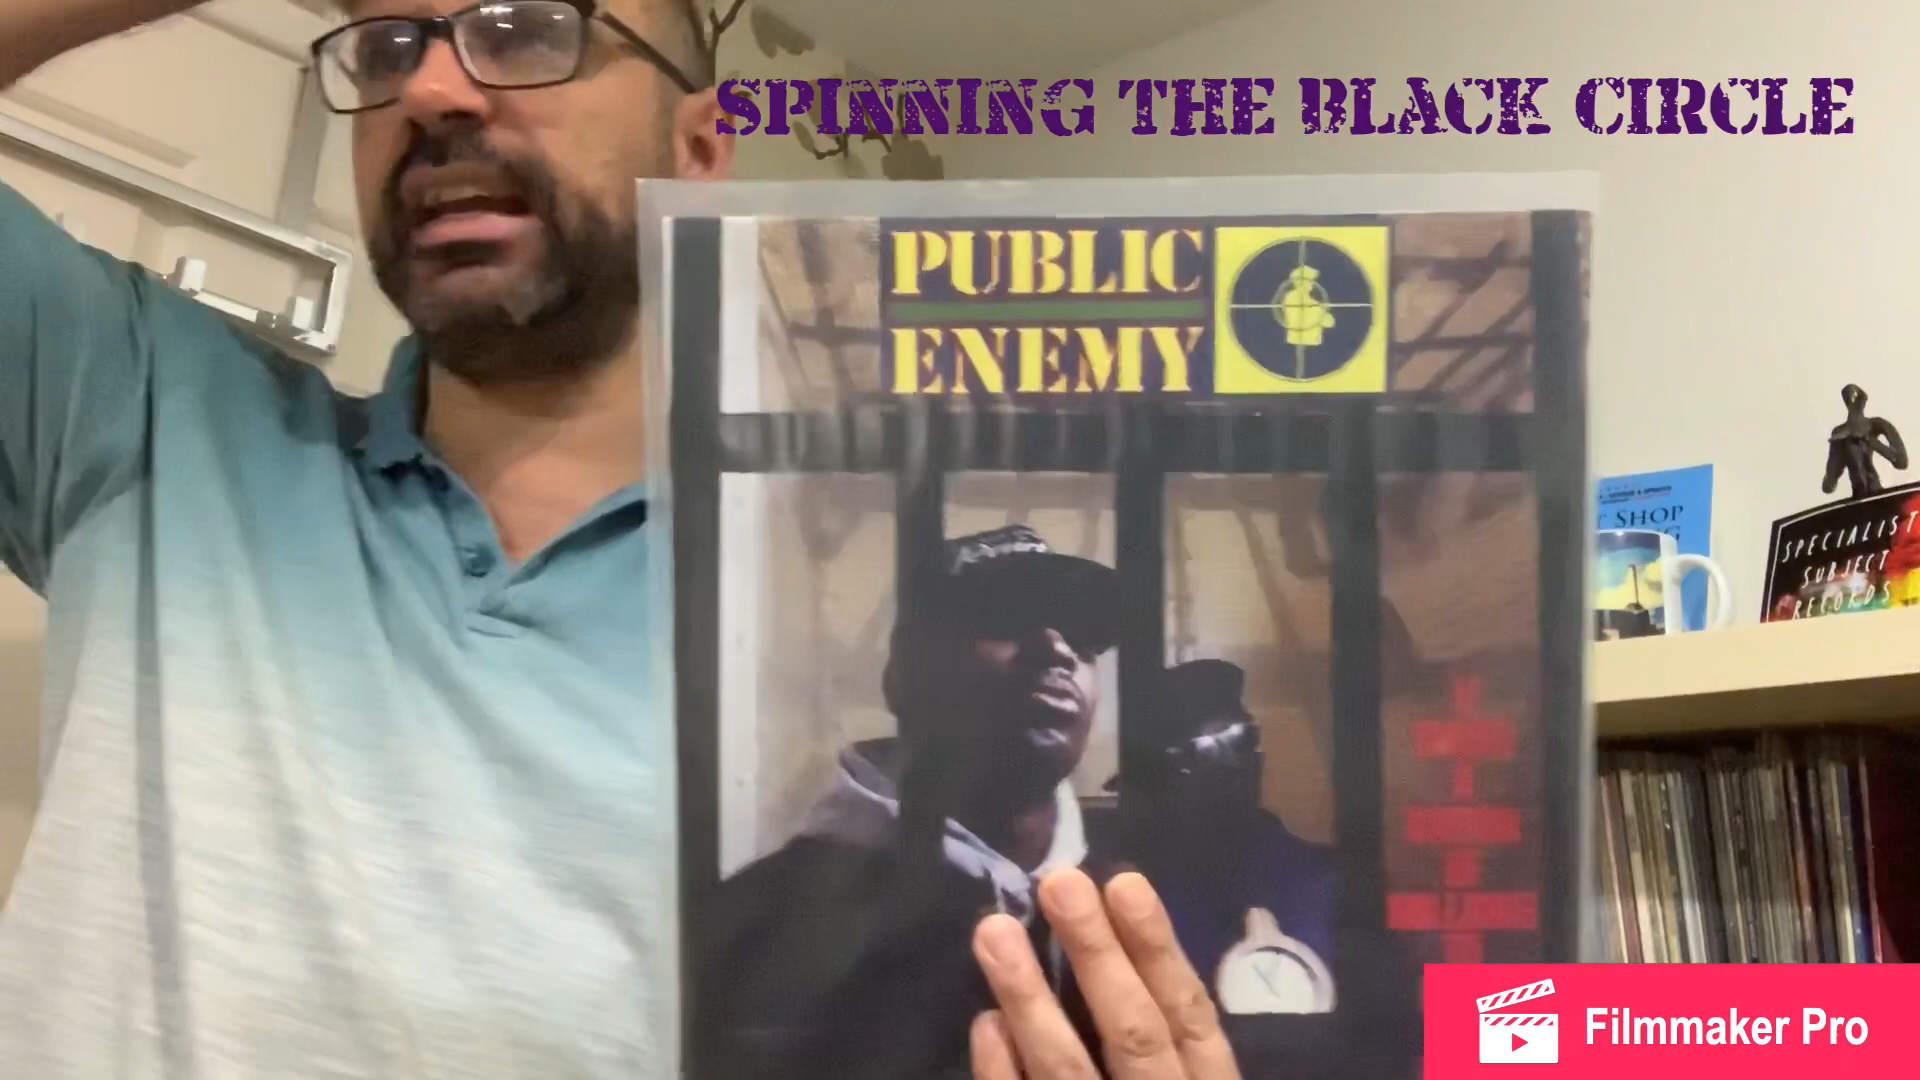 SPINNING THE BLACK CIRCLE
PUBLIC
ENEMY
T SHOP
SPECIALIST
SUBJECT
RECORDS
Filmmaker Pro